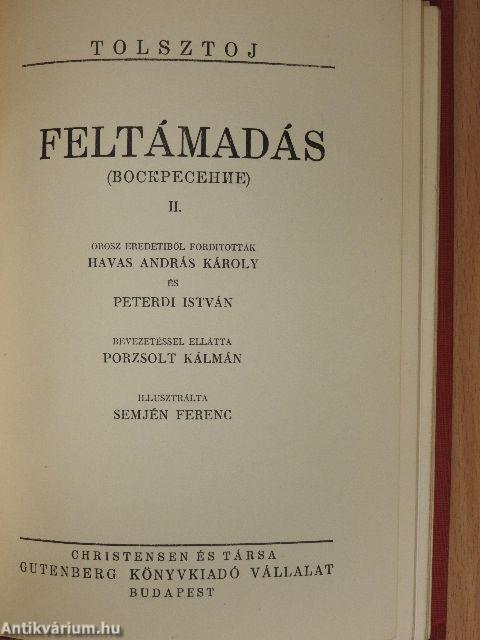 TOLSZTOJ
FELTÁMADÁS
(ВОСКРЕСЕНИЕ)
II.
OROSZ EREDETIBŐL FORDÍTOTTÁK
HAVAS ANDRÁS KÁROLY
ÉS
PETERDI ISTVÁN
BEVEZETÉSSEL ELLÁTTA
PORZSOLT KÁLMÁN
ILLUSZTRÁLTA
SEMJÉN FERENC
CHRISTENSEN ÉS TÁRSA
GUTENBERG KÖNYVKIADÓ VÁLLALAT
BUDAPEST
Antikvárium.hu